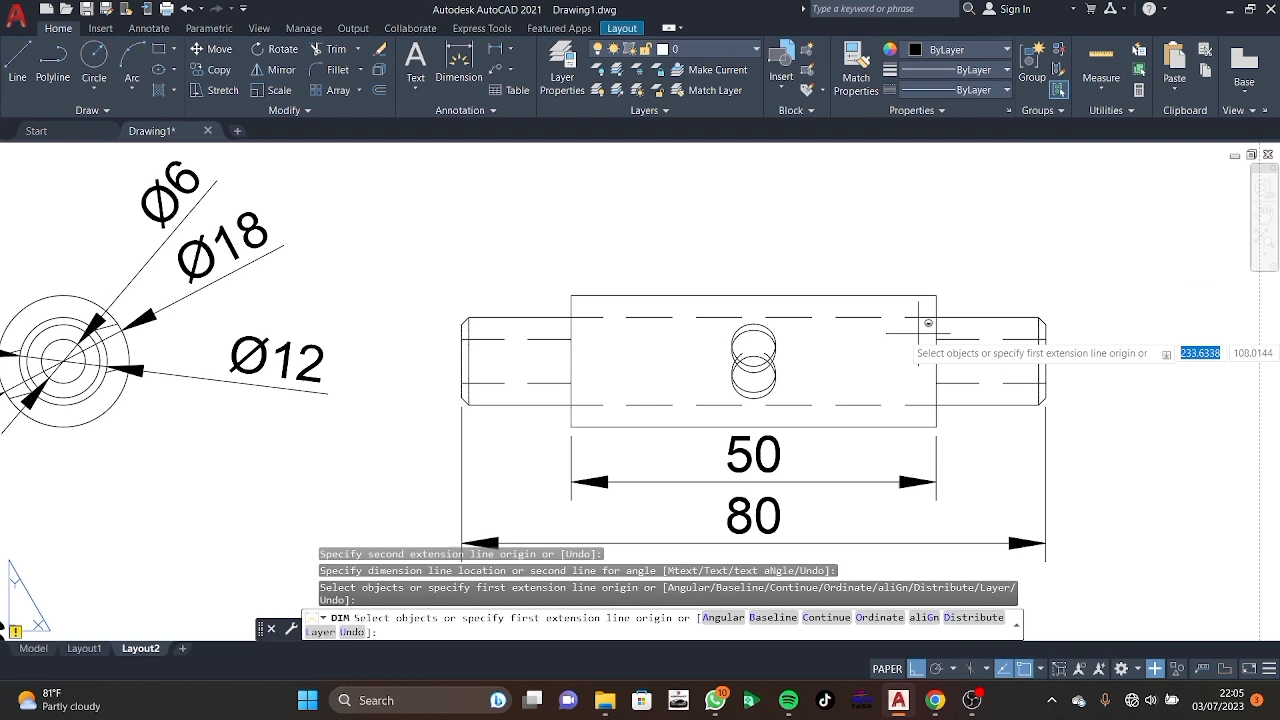 Autodesk AutoCAD 2021 Drawing1.dwg
Type a keyword or phrase
Sign In
Home Insert Annotate Parametric View Manage Output Collaborate Express Tools Featured Apps Layout
Line Polyline Circle Arc
Move Rotate Trim
Copy Mirror Fillet
Stretch Scale Array
Text Dimension Table
Layer Properties
0
Make Current
Match Layer
Insert
Match Properties
ByLayer
ByLayer
ByLayer
Group
Measure
Paste
Base
Draw Modify Annotation Layers Block Properties Groups Utilities Clipboard View
Start Drawing1*
Ø6
Ø18
Ø12
Select objects or specify first extension line origin or 233.6338 108.0144
50
80
Specify second extension line origin or [Undo]:
Specify dimension line location or second line for angle [Mtext/Text/text aNgle/Undo]:
Select objects or specify first extension line origin or [Angular/Baseline/Continue/Ordinate/aliGn/Distribute/Layer/
Undo]:
DIM Select objects or specify first extension line origin or [Angular Baseline Continue Ordinate aliGn Distribute
Layer Undo]:
Y
X
Model Layout1 Layout2
PAPER
81°F
Partly cloudy
Search
10
22:05
03/07/2023
3